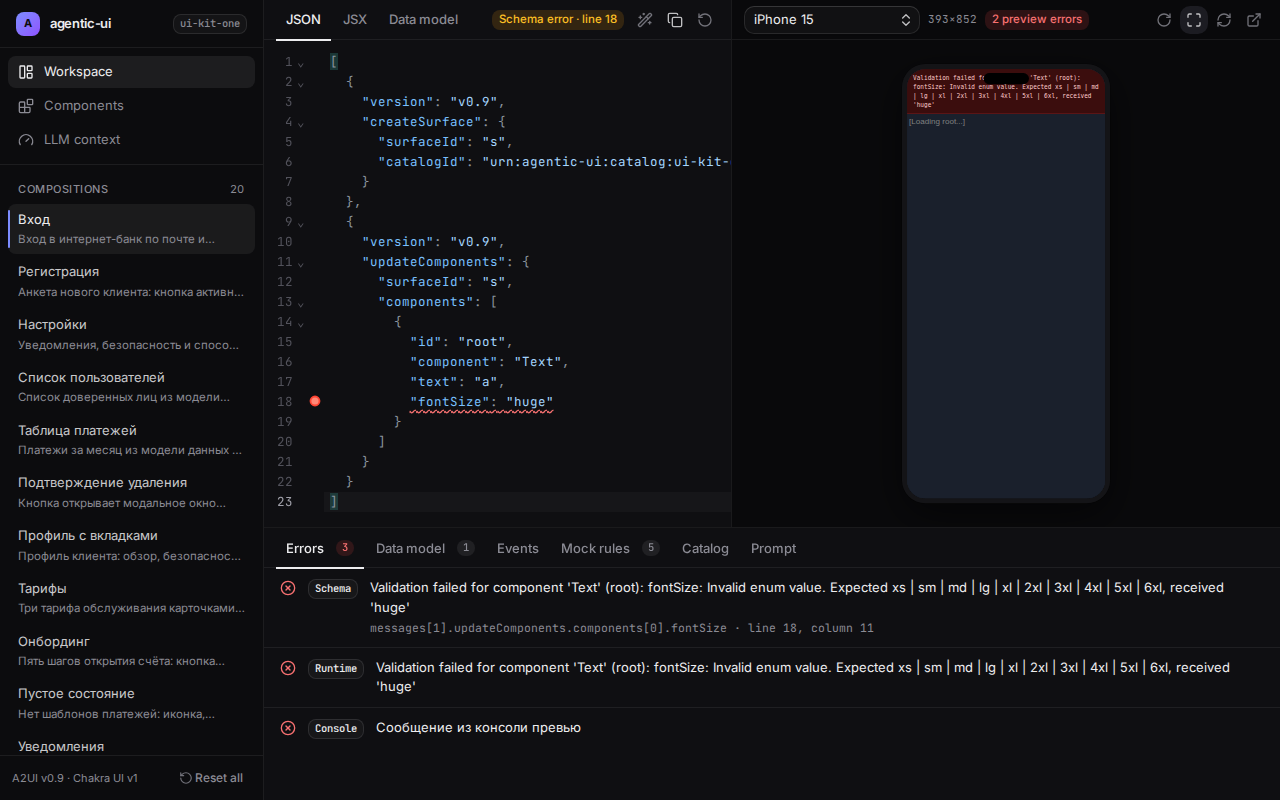 A agentic-ui ui-kit-one
Workspace
Components
LLM context
COMPOSITIONS 20
Вход
Вход в интернет-банк по почте и...
Регистрация
Анкета нового клиента: кнопка активн...
Настройки
Уведомления, безопасность и спосо...
Список пользователей
Список доверенных лиц из модели...
Таблица платежей
Платежи за месяц из модели данных ...
Подтверждение удаления
Кнопка открывает модальное окно...
Профиль с вкладками
Профиль клиента: обзор, безопаснос...
Тарифы
Три тарифа обслуживания карточками...
Онбординг
Пять шагов открытия счёта: кнопка...
Пустое состояние
Нет шаблонов платежей: иконка,...
Уведомления
A2UI v0.9 · Chakra UI v1 Reset all
JSON JSX Data model Schema error · line 18
1 [
2 {
3 "version": "v0.9",
4 "createSurface": {
5 "surfaceId": "s",
6 "catalogId": "urn:agentic-ui:catalog:ui-kit-
7 }
8 },
9 {
10 "version": "v0.9",
11 "updateComponents": {
12 "surfaceId": "s",
13 "components": [
14 {
15 "id": "root",
16 "component": "Text",
17 "text": "a",
18 "fontSize": "huge"
19 }
20 ]
21 }
22 }
23 ]
iPhone 15 393×852 2 preview errors
Validation failed 'Text' (root):
fontSize: Invalid enum value. Expected xs | sm | md
| lg | xl | 2xl | 3xl | 4xl | 5xl | 6xl, received
'huge'
[Loading root...]
Errors 3 Data model 1 Events Mock rules 5 Catalog Prompt
Schema Validation failed for component 'Text' (root): fontSize: Invalid enum value. Expected xs | sm | md | lg | xl | 2xl | 3xl | 4xl | 5xl | 6xl, received
'huge'
messages[1].updateComponents.components[0].fontSize · line 18, column 11
Runtime Validation failed for component 'Text' (root): fontSize: Invalid enum value. Expected xs | sm | md | lg | xl | 2xl | 3xl | 4xl | 5xl | 6xl, received
'huge'
Console Сообщение из консоли превью